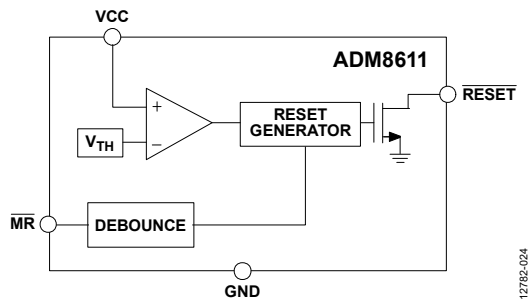 VCC
ADM8611
RESET
+
RESET
GENERATOR
VTH
–
MR
DEBOUNCE
GND
12782-024